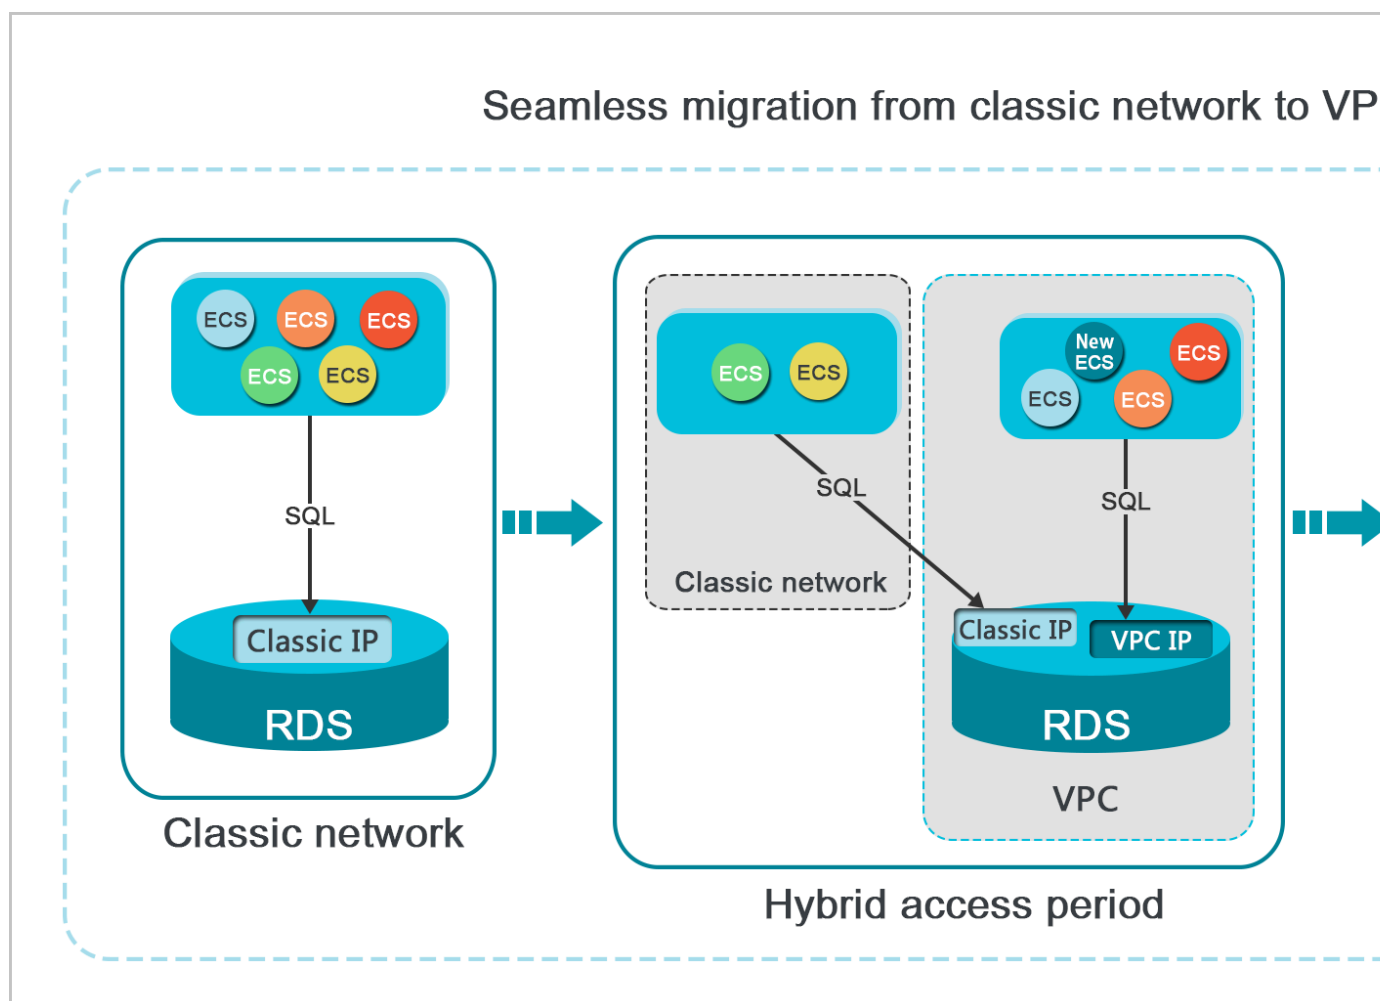 Seamless migration from classic network to VP
ECS
ECS
ECS
ECS
ECS
SQL
Classic IP
RDS
Classic network
ECS
ECS
SQL
Classic network
New
ECS
ECS
ECS
ECS
SQL
Classic IP
VPC IP
RDS
VPC
Hybrid access period